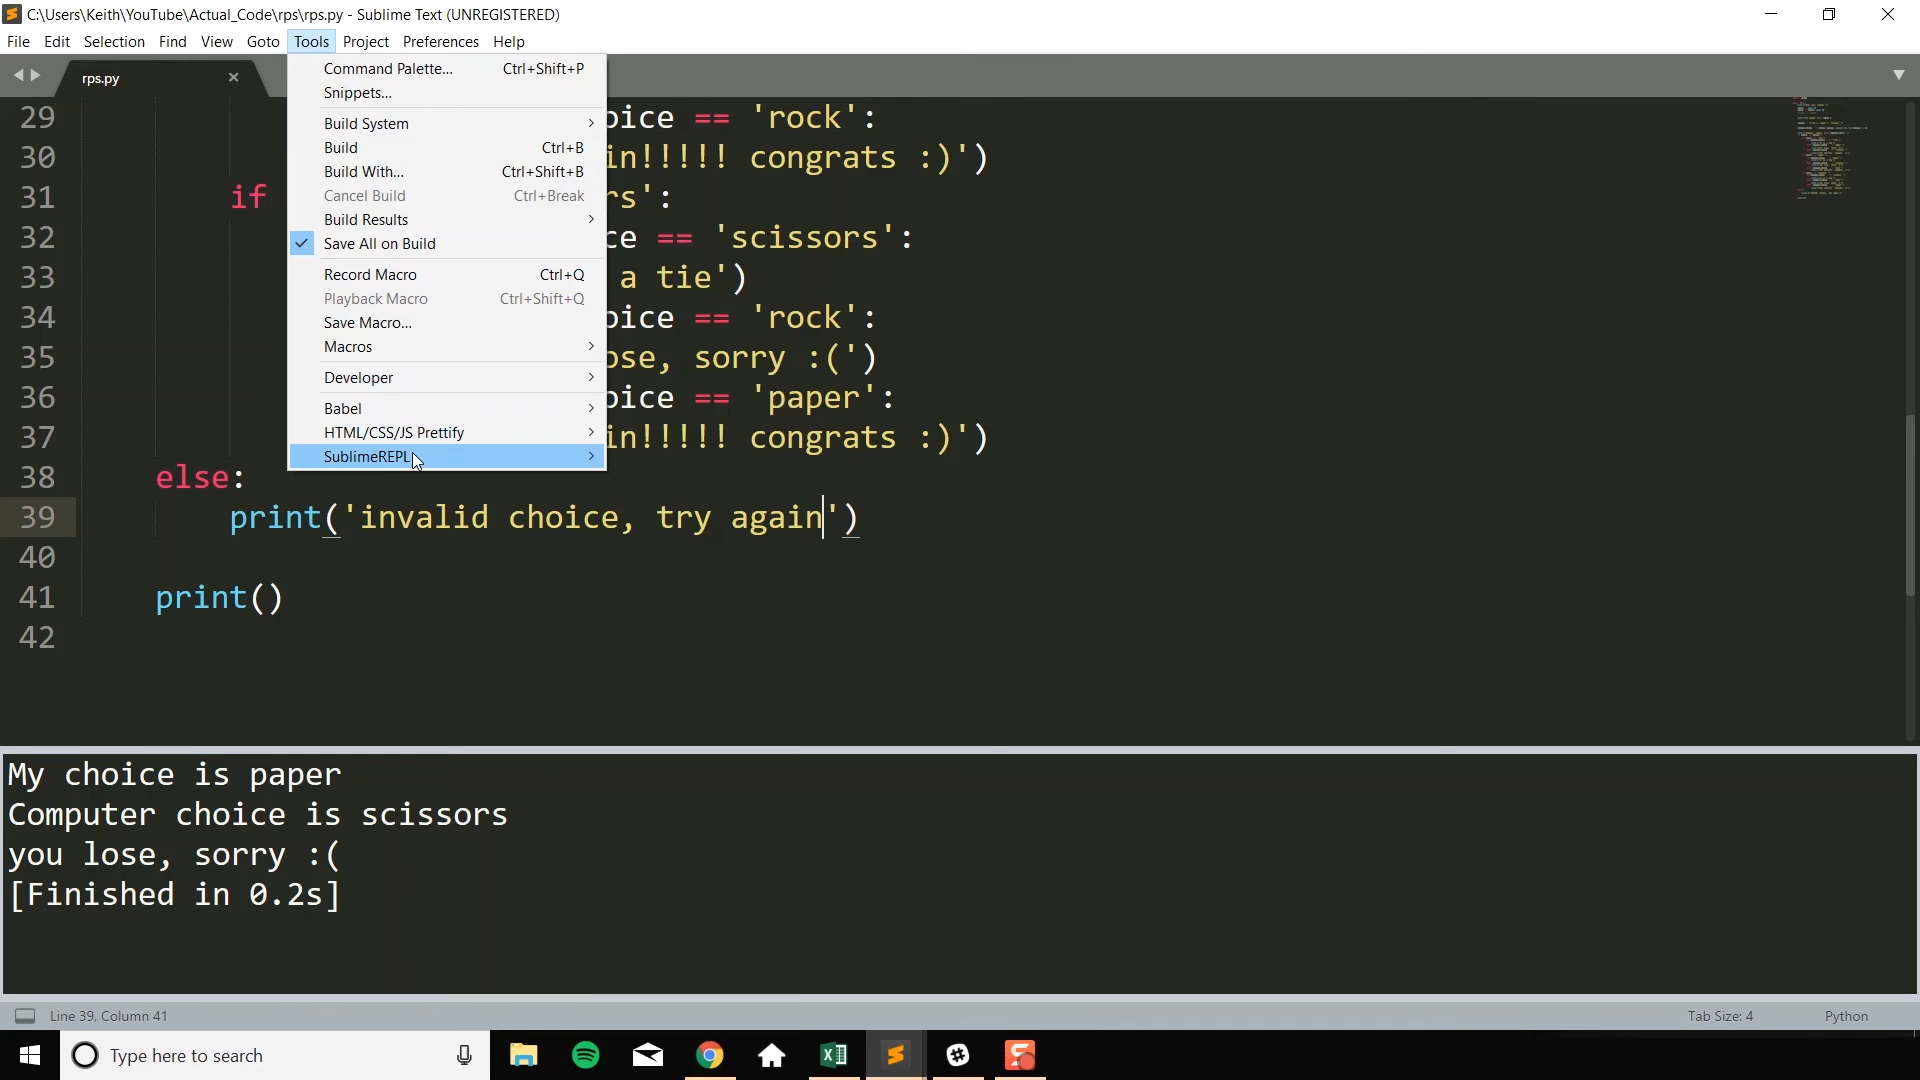 C:\Users\Keith\YouTube\Actual_Code\rps\rps.py - Sublime Text (UNREGISTERED)
File Edit Selection Find View Goto Tools Project Preferences Help
rps.py
Command Palette... Ctrl+Shift+P
Snippets...
Build System
Build Ctrl+B
Build With... Ctrl+Shift+B
Cancel Build Ctrl+Break
Build Results
Save All on Build
Record Macro Ctrl+Q
Playback Macro Ctrl+Shift+Q
Save Macro...
Macros
Developer
Babel
HTML/CSS/JS Prettify
SublimeREPL
29 oice == 'rock':
30 in!!!!! congrats :)')
31 if rs':
32 ce == 'scissors':
33 a tie')
34 oice == 'rock':
35 ose, sorry :(')
36 oice == 'paper':
37 in!!!!! congrats :)')
38 else:
39 print('invalid choice, try again')
40
41 print()
42
My choice is paper
Computer choice is scissors
you lose, sorry :(
[Finished in 0.2s]
Line 39, Column 41 Tab Size: 4 Python
Type here to search